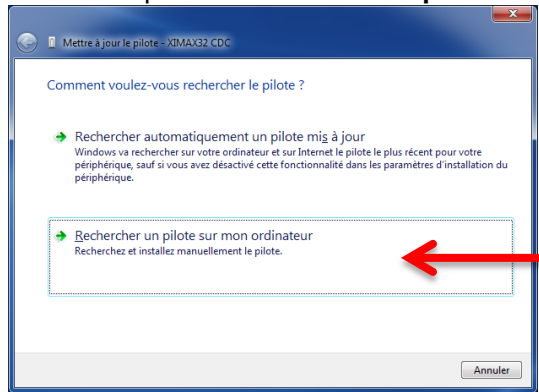 Mettre à jour le pilote - XIMAX32 CDC
Comment voulez-vous rechercher le pilote ?
Rechercher automatiquement un pilote mis à jour
Windows va rechercher sur votre ordinateur et sur Internet le pilote le plus récent pour votre
périphérique, sauf si vous avez désactivé cette fonctionnalité dans les paramètres d'installation du
périphérique.
Rechercher un pilote sur mon ordinateur
Recherchez et installez manuellement le pilote.
Annuler